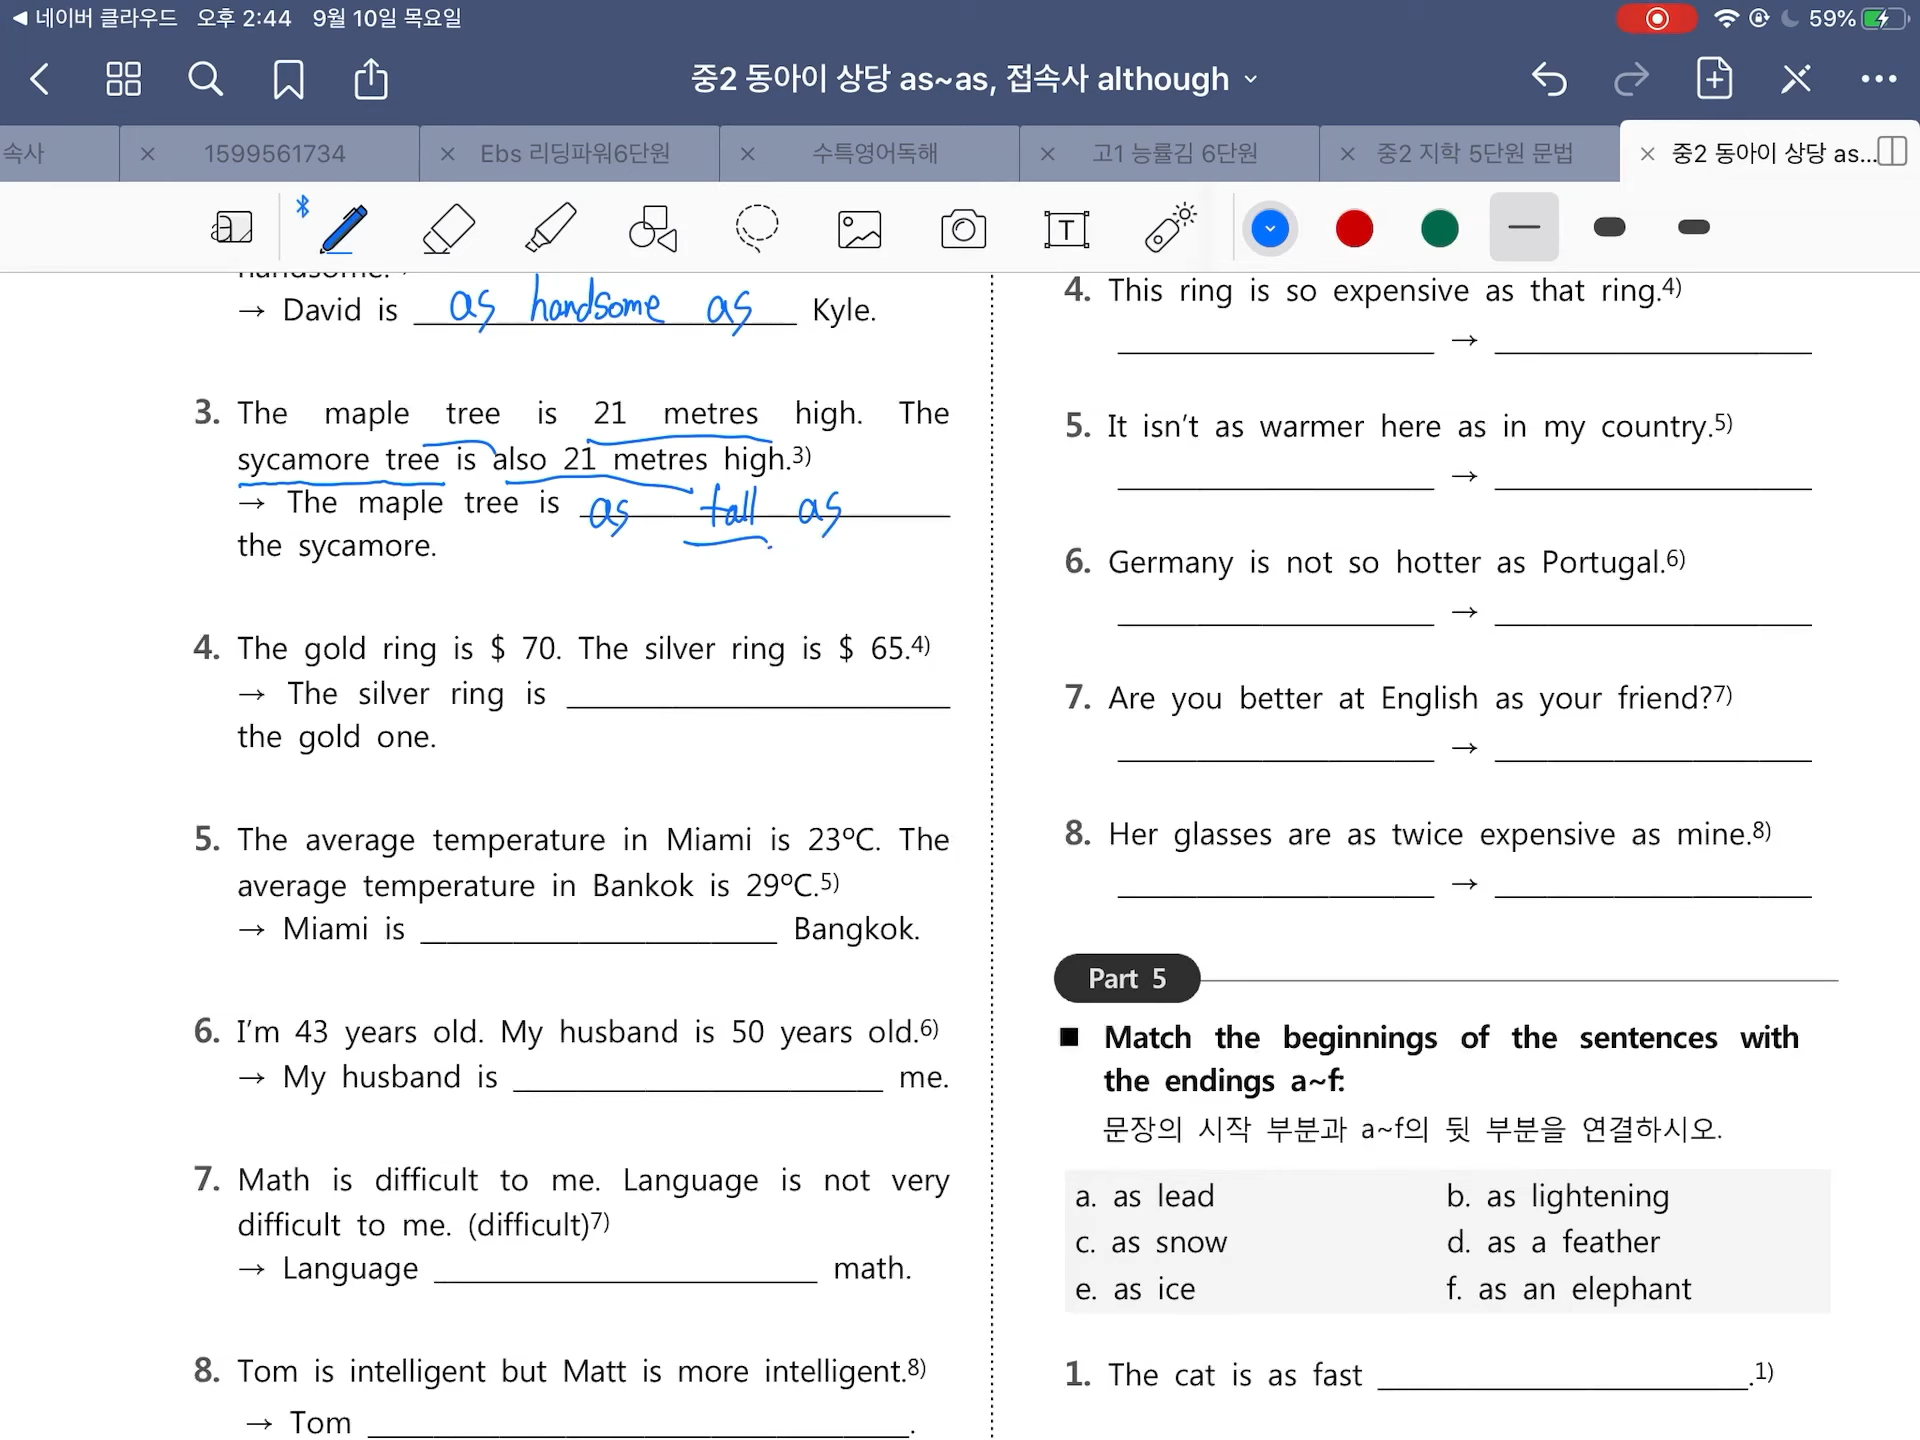 ◀ 네이버 클라우드 오후 2:44 9월 10일 목요일 59%
중2 동아이 상당 as~as, 접속사 although
속사 × 1599561734 × Ebs 리딩파워6단원 × 수특영어독해 × 고1 능률김 6단원 × 중2 지학 5단원 문법 × 중2 동아이 상당 as...
→ David is as handsome as Kyle.
3. The maple tree is 21 metres high. The
sycamore tree is also 21 metres high.3)
→ The maple tree is as tall as
the sycamore.
4. The gold ring is $ 70. The silver ring is $ 65.4)
→ The silver ring is
the gold one.
5. The average temperature in Miami is 23ºC. The
average temperature in Bankok is 29ºC.5)
→ Miami is Bangkok.
6. I'm 43 years old. My husband is 50 years old.6)
→ My husband is me.
7. Math is difficult to me. Language is not very
difficult to me. (difficult)7)
→ Language math.
8. Tom is intelligent but Matt is more intelligent.8)
→ Tom .
4. This ring is so expensive as that ring.4)
→
5. It isn't as warmer here as in my country.5)
→
6. Germany is not so hotter as Portugal.6)
→
7. Are you better at English as your friend?7)
→
8. Her glasses are as twice expensive as mine.8)
→
Part 5
■ Match the beginnings of the sentences with
the endings a~f:
문장의 시작 부분과 a~f의 뒷 부분을 연결하시오.
a. as lead b. as lightening
c. as snow d. as a feather
e. as ice f. as an elephant
1. The cat is as fast .1)